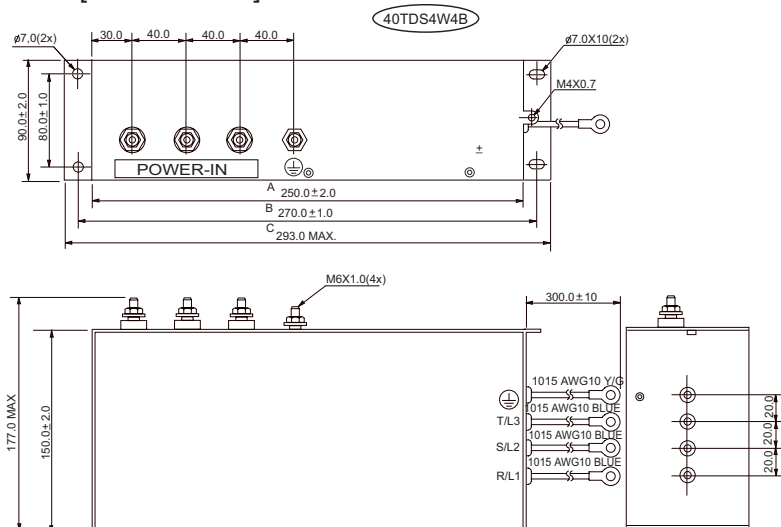 40TDS4W4B
ø7,0(2x)
30.0
40.0
40.0
40.0
ø7.0X10(2x)
M4X0.7
90.0±2.0
80.0±1.0
POWER-IN
±
A 250.0±2.0
B 270.0±1.0
C 293.0 MAX.
M6X1.0(4x)
300.0±10
177.0 MAX
150.0±2.0
1015 AWG10 Y/G
1015 AWG10 BLUE
T/L3
1015 AWG10 BLUE
S/L2
1015 AWG10 BLUE
R/L1
20.0
20.0
20.0